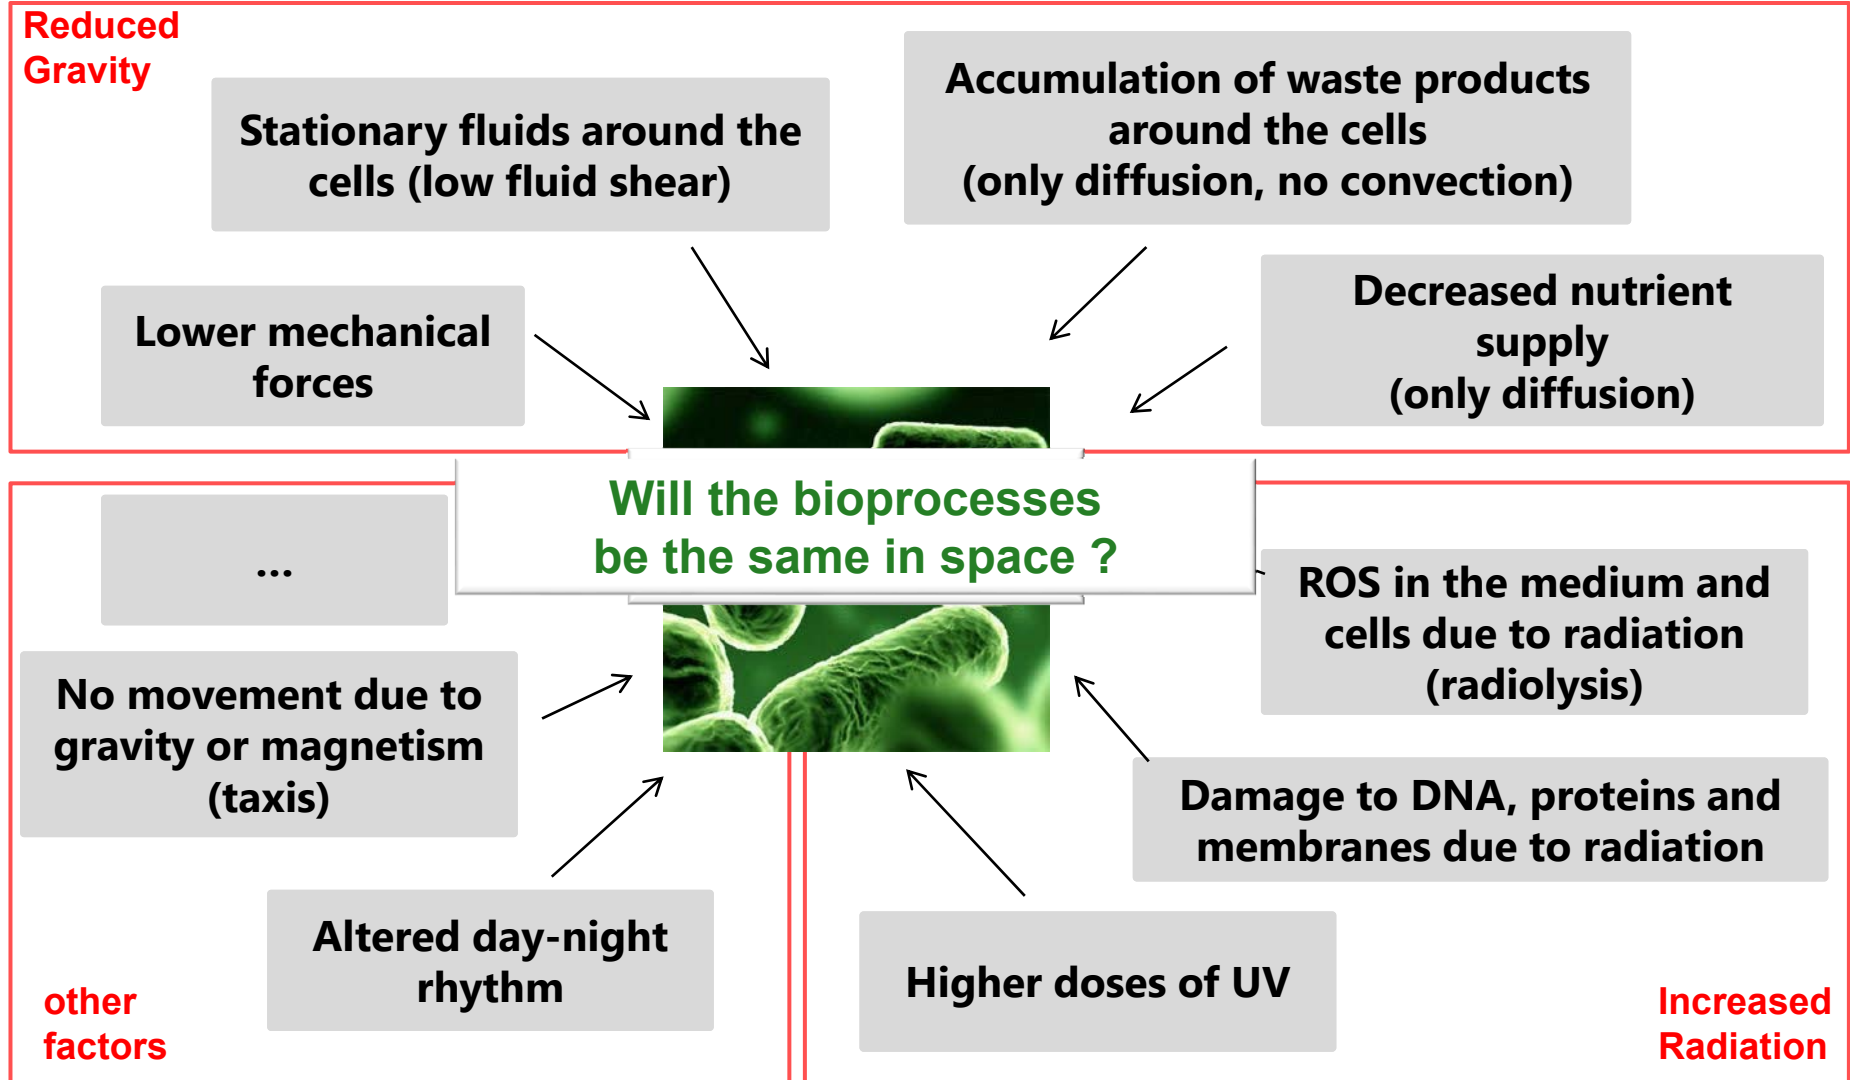 Reduced
Gravity
Stationary fluids around the
cells (low fluid shear)
Accumulation of waste products
around the cells
(only diffusion, no convection)
Lower mechanical
forces
Decreased nutrient
supply
(only diffusion)
Will the bioprocesses
be the same in space ?
...
ROS in the medium and
cells due to radiation
(radiolysis)
No movement due to
gravity or magnetism
(taxis)
Damage to DNA, proteins and
membranes due to radiation
Altered day-night
rhythm
Higher doses of UV
other
factors
Increased
Radiation